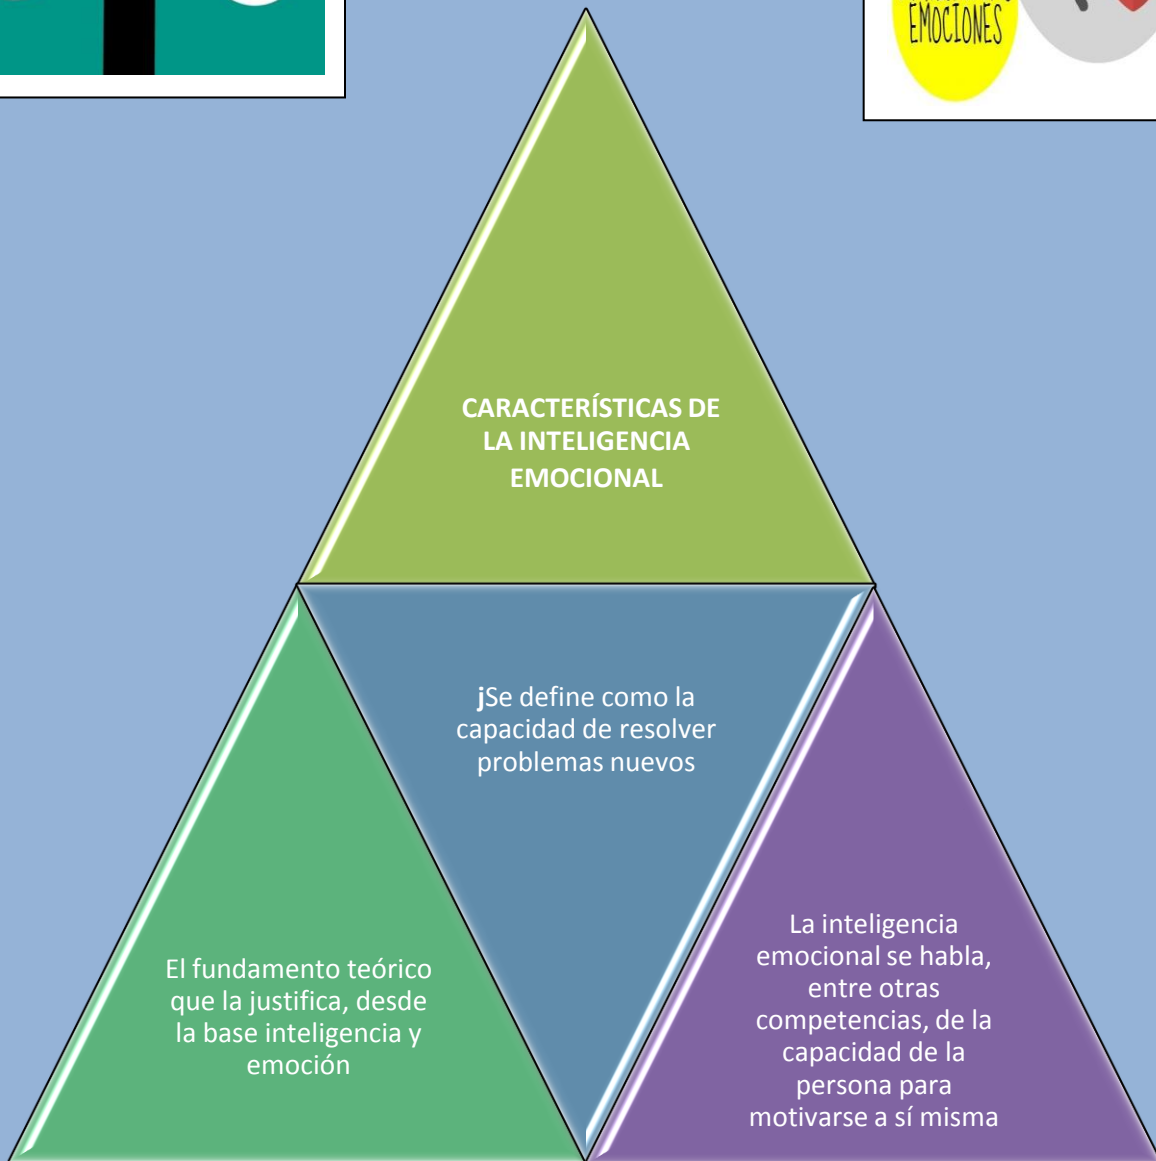 EMOCIONES
CARACTERÍSTICAS DE
LA INTELIGENCIA
EMOCIONAL
jSe define como la
capacidad de resolver
problemas nuevos
El fundamento teórico
que la justifica, desde
la base inteligencia y
emoción
La inteligencia
emocional se habla,
entre otras
competencias, de la
capacidad de la
persona para
motivarse a sí misma